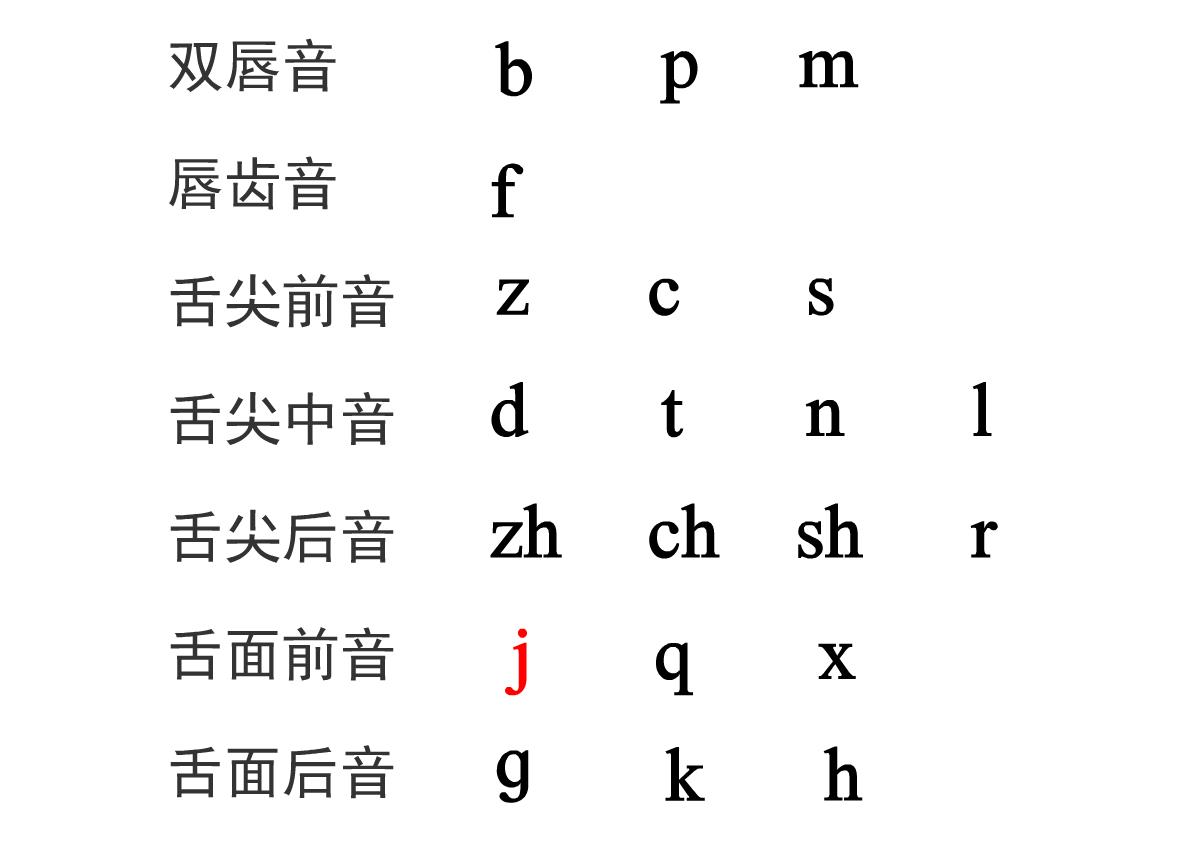 双唇音 b p m
唇齿音 f
舌尖前音 z c s
舌尖中音 d t n l
舌尖后音 zh ch sh r
舌面前音 j q x
舌面后音 g k h